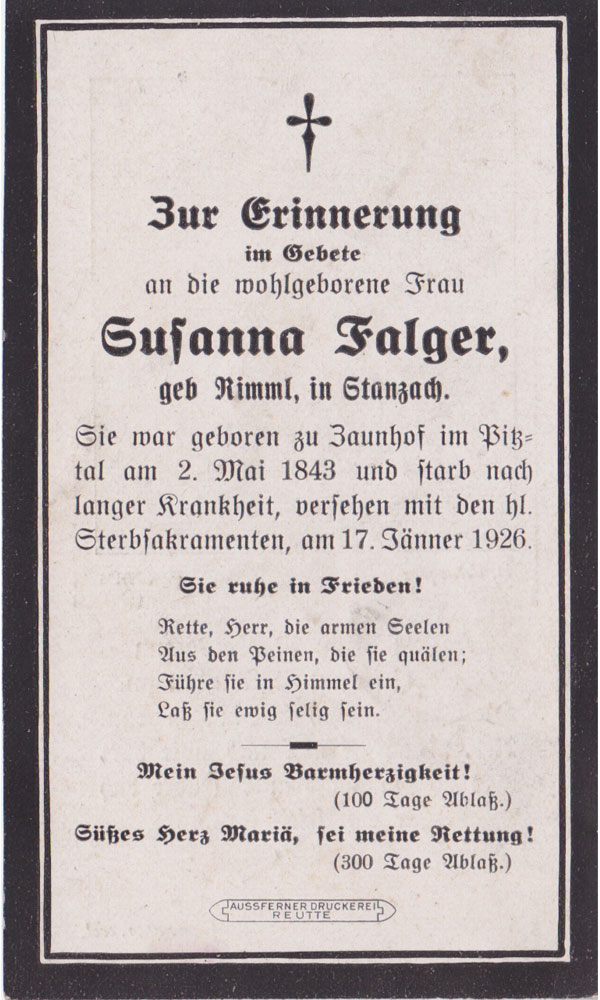 Zur Erinnerung
im Gebete
an die wohlgeborene Frau
Susanna Falger,
geb Rimml, in Stanzach.
Sie war geboren zu Zaunhof im Pitz-
tal am 2. Mai 1843 und starb nach
langer Krankheit, versehen mit den hl.
Sterbsakramenten, am 17. Jänner 1926.
Sie ruhe in Frieden!
Rette, Herr, die armen Seelen
Aus den Peinen, die sie quälen;
Führe sie in Himmel ein,
Laß sie ewig selig sein.
Mein Jesus Barmherzigkeit!
(100 Tage Ablaß.)
Süßes Herz Mariä, sei meine Rettung!
(300 Tage Ablaß.)
AUSSFERNER DRUCKEREI
REUTTE